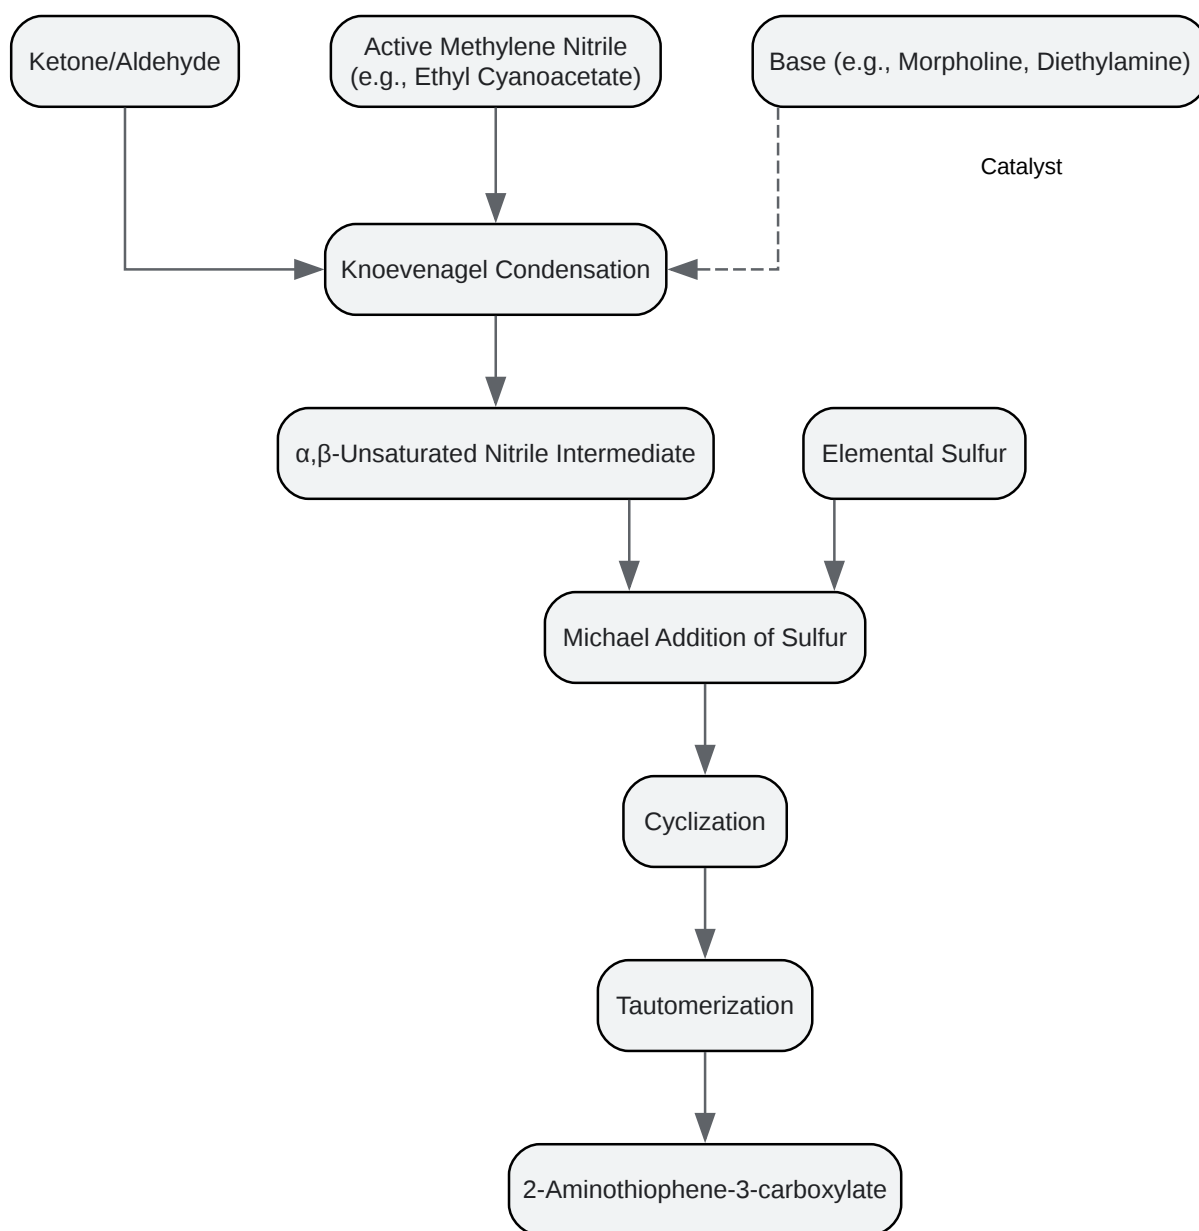 Ketone/Aldehyde
Active Methylene Nitrile
(e.g., Ethyl Cyanoacetate)
Base (e.g., Morpholine, Diethylamine)
Catalyst
Knoevenagel Condensation
α,β-Unsaturated Nitrile Intermediate
Elemental Sulfur
Michael Addition of Sulfur
Cyclization
Tautomerization
2-Aminothiophene-3-carboxylate